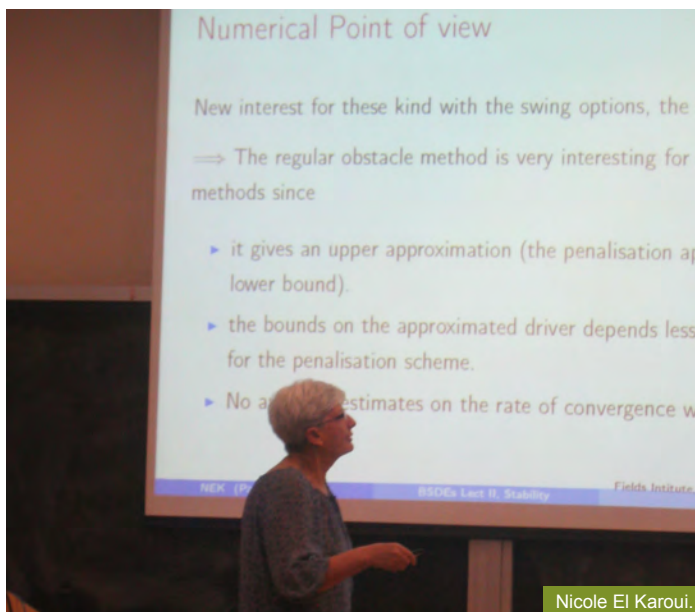 Numerical Point of view
New interest for these kind with the swing options, the
⟹ The regular obstacle method is very interesting for
methods since
▸ it gives an upper approximation (the penalisation ap
lower bound).
▸ the bounds on the approximated driver depends less
for the penalisation scheme.
▸ No a estimates on the rate of convergence w
NEK (P BSDEs Lect II, Stability Fields Intitute,
Nicole El Karoui.